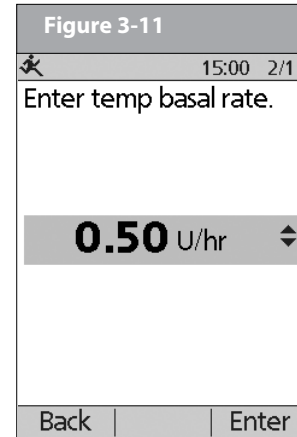 Figure 3-11
15:00 2/1
Enter temp basal rate.
0.50 U/hr
Back Enter